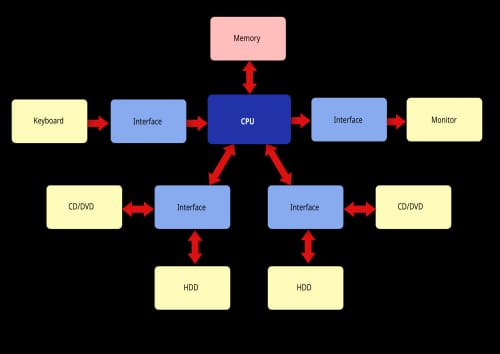 Memory
Keyboard
Interface
CPU
Interface
Monitor
CD/DVD
Interface
Interface
CD/DVD
HDD
HDD